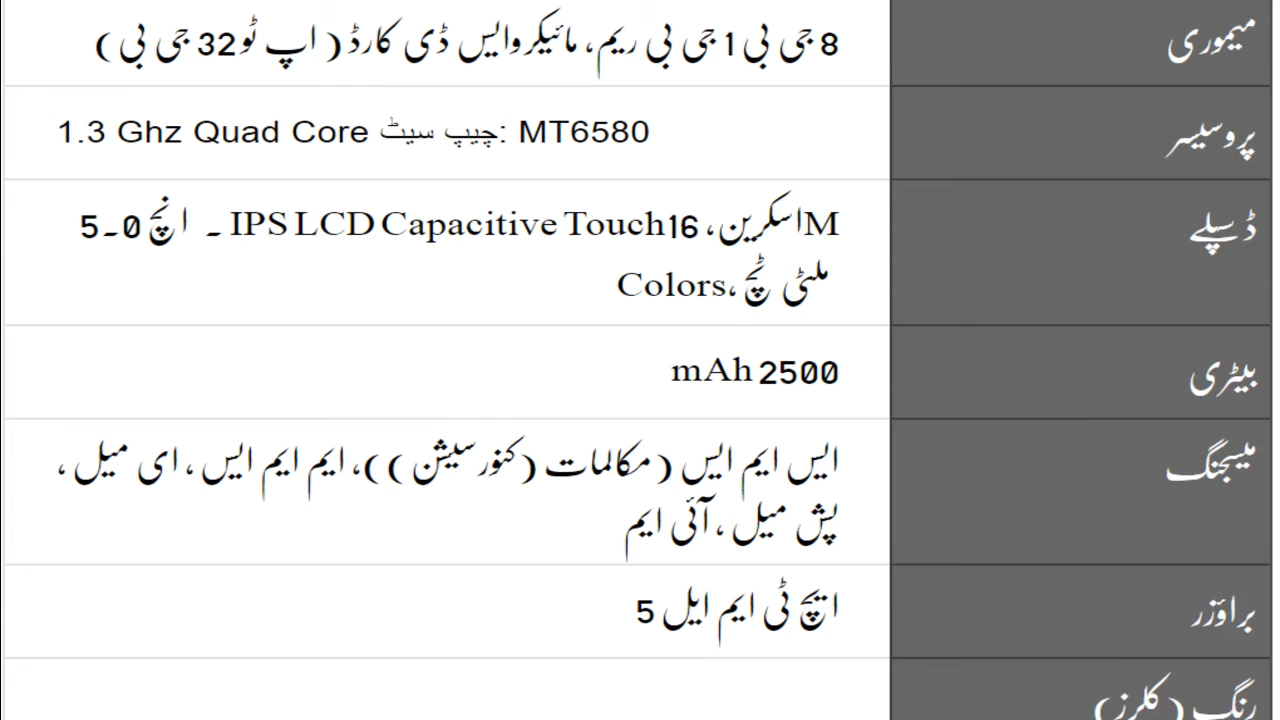 میموری
8 جی بی 1 جی بی ریم، مائیکروایس ڈی کارڈ ( اپ ٹو 32 جی بی )
پروسیسر
1.3 Ghz Quad Core چیپ سیٹ: MT6580
ڈسپلے
IPS LCD Capacitive Touch ۔ انچ 5۔0 اسکرین، 16M
Colors، ملٹی ٹچ
بیٹری
2500 mAh
میسجنگ
ایس ایم ایس (مکالمات (کنورسیشن))، ایم ایم ایس، ای میل،
پش میل، آئی ایم
براؤزر
ایچ ٹی ایم ایل 5
رنگ (کلرز)